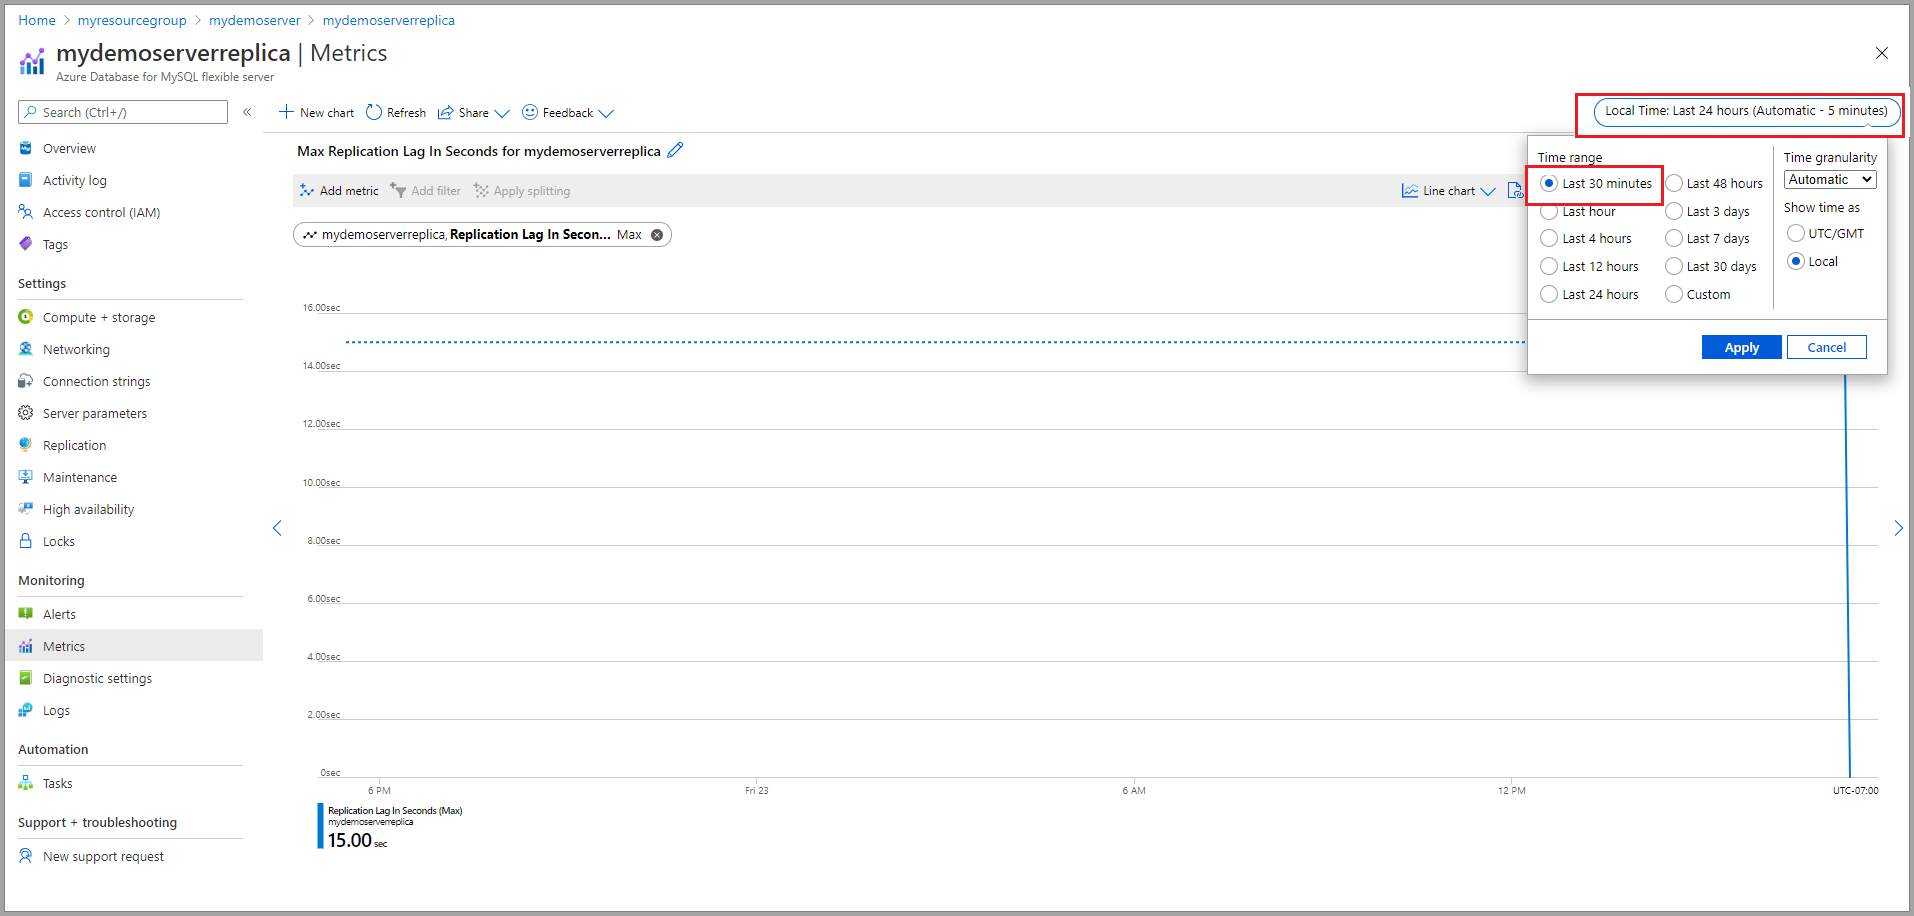 Home > myresourcegroup > mydemoserver > mydemoserverreplica
mydemoserverreplica | Metrics
Azure Database for MySQL flexible server
Search (Ctrl+/)
«
New chart
Refresh
Share
Feedback
Local Time: Last 24 hours (Automatic - 5 minutes)
Overview
Activity log
Access control (IAM)
Tags
Settings
Compute + storage
Networking
Connection strings
Server parameters
Replication
Maintenance
High availability
Locks
Monitoring
Alerts
Metrics
Diagnostic settings
Logs
Automation
Tasks
Support + troubleshooting
New support request
Max Replication Lag In Seconds for mydemoserverreplica
Add metric
Add filter
Apply splitting
Line chart
mydemoserverreplica, Replication Lag In Secon... Max
Time range
Last 30 minutes
Last hour
Last 4 hours
Last 12 hours
Last 24 hours
Last 48 hours
Last 3 days
Last 7 days
Last 30 days
Custom
Time granularity
Automatic
Show time as
UTC/GMT
Local
Apply
Cancel
16.00sec
14.00sec
12.00sec
10.00sec
8.00sec
6.00sec
4.00sec
2.00sec
0sec
6 PM
Fri 23
6 AM
12 PM
UTC-07:00
Replication Lag In Seconds (Max)
mydemoserverreplica
15.00 sec